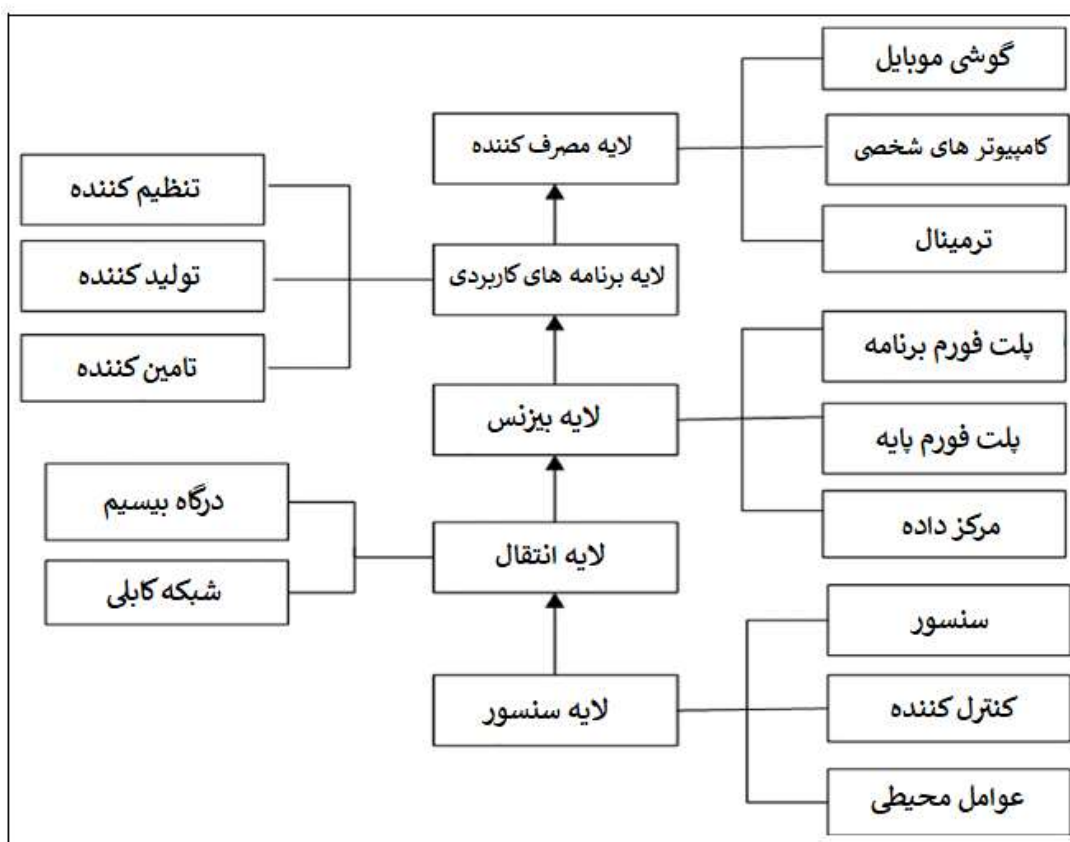 گوشی موبایل
لایه مصرف کننده
کامپیوتر های شخصی
تنظیم کننده
ترمینال
لایه برنامه های کاربردی
تولید کننده
پلت فورم برنامه
تامین کننده
لایه بیزنس
پلت فورم پایه
درگاه بیسیم
مرکز داده
لایه انتقال
شبکه کابلی
سنسور
لایه سنسور
کنترل کننده
عوامل محیطی